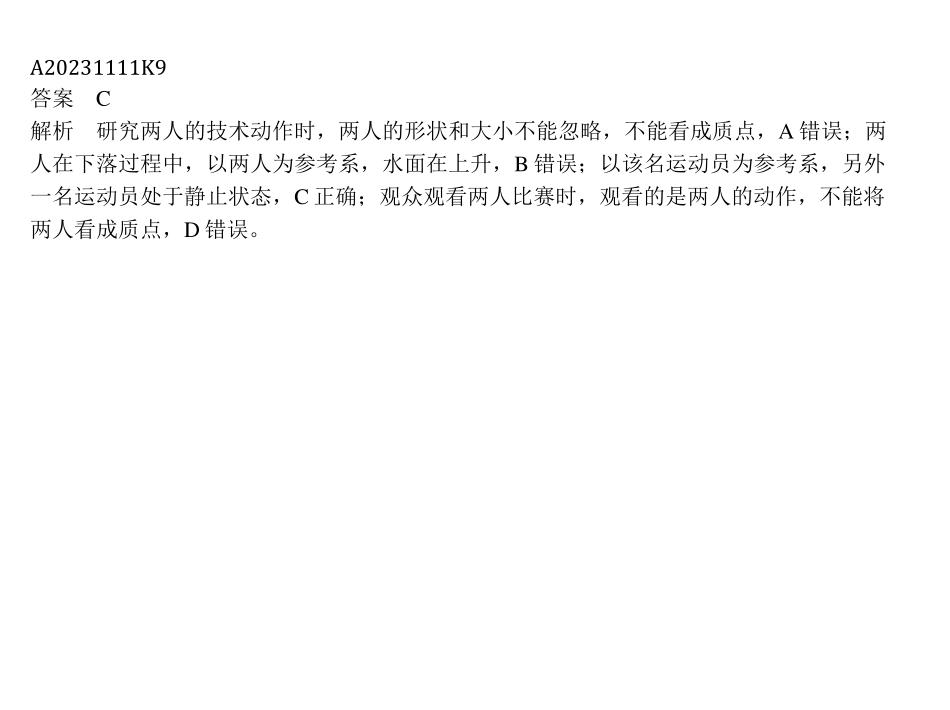 A20231111K9
答案　C
解析　研究两人的技术动作时，两人的形状和大小不能忽略，不能看成质点，A 错误；两
人在下落过程中，以两人为参考系，水面在上升，B 错误；以该名运动员为参考系，另外
一名运动员处于静止状态，C 正确；观众观看两人比赛时，观看的是两人的动作，不能将
两人看成质点，D 错误。